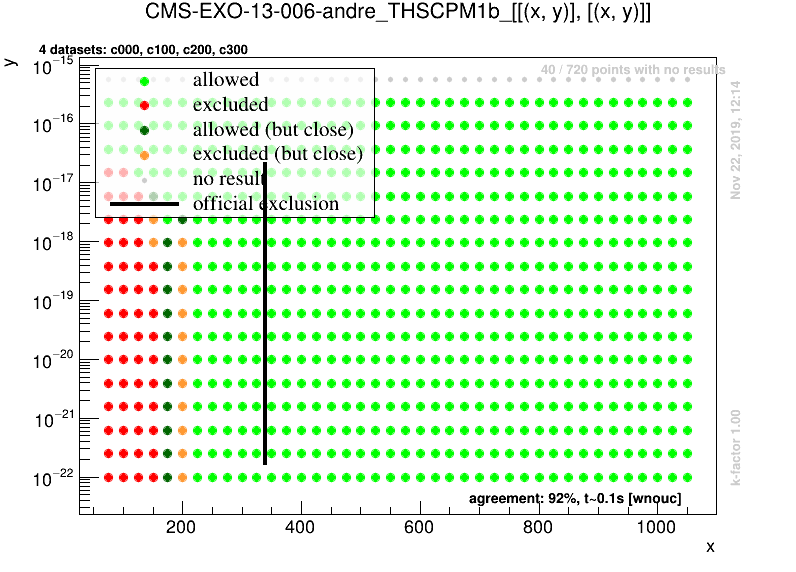 CMS-EXO-13-006-andre_THSCPM1b_[[(x, y)], [(x, y)]]
y
4 datasets: c000, c100, c200, c300
40 / 720 points with no results
allowed
excluded
allowed (but close)
excluded (but close)
no result
official exclusion
10−15
10−16
10−17
10−18
10−19
10−20
10−21
10−22
Nov 22, 2019, 12:14
k-factor 1.00
agreement: 92%, t~0.1s [wnouc]
200 400 600 800 1000
x